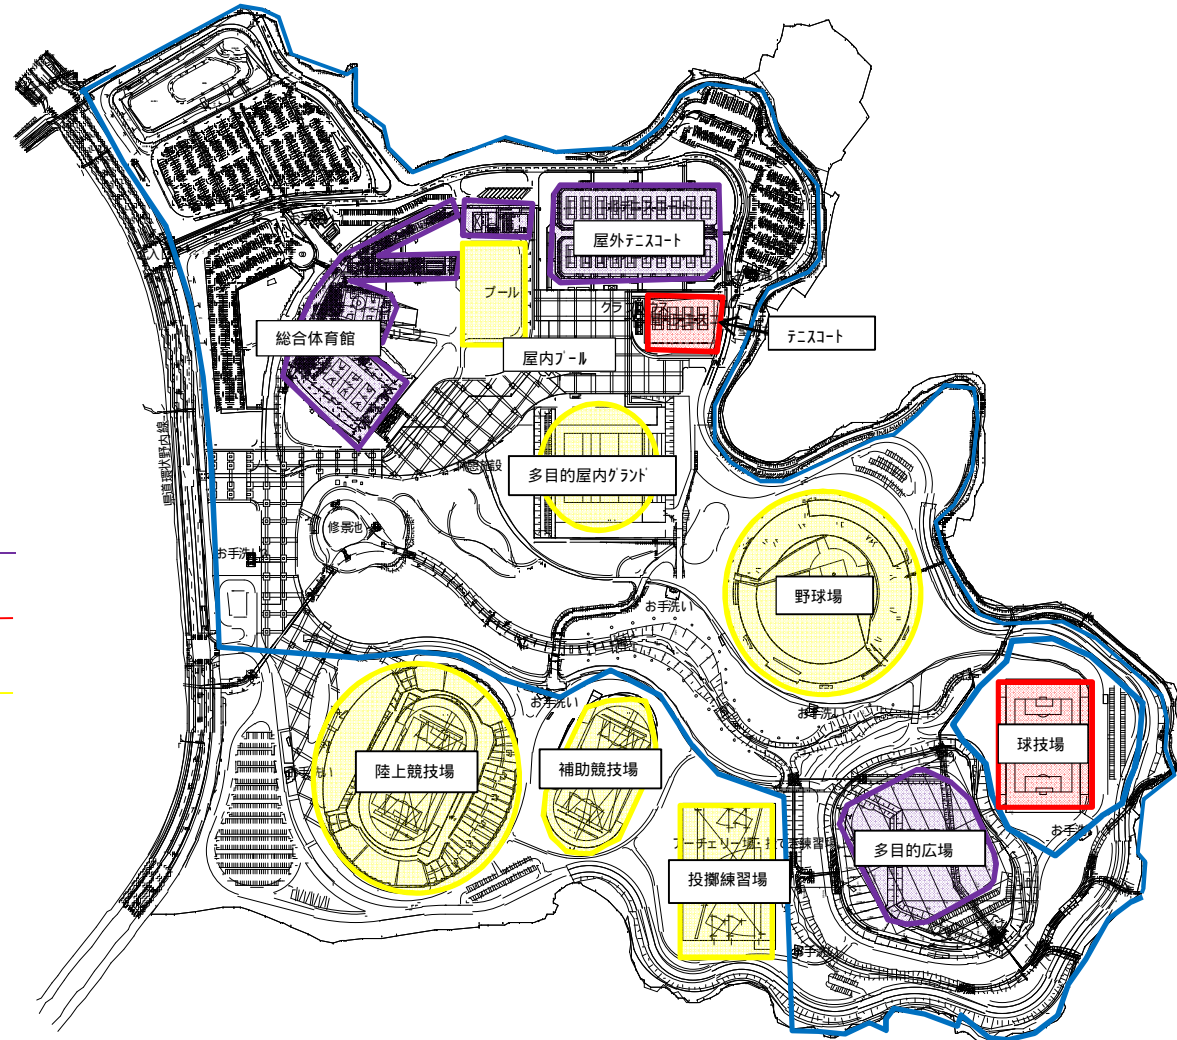 屋外ﾃﾆｽｺｰﾄ
プール
クラ
ﾃﾆｽｺｰﾄ
総合体育館
屋内ﾌﾟｰﾙ
県道環状野内線
多目的屋内ｸﾞﾗﾝﾄﾞ
修景池
お手洗い
野球場
お手洗い
お手洗い
お手洗い
球技場
陸上競技場
補助競技場
お手洗い
多目的広場
投擲練習場